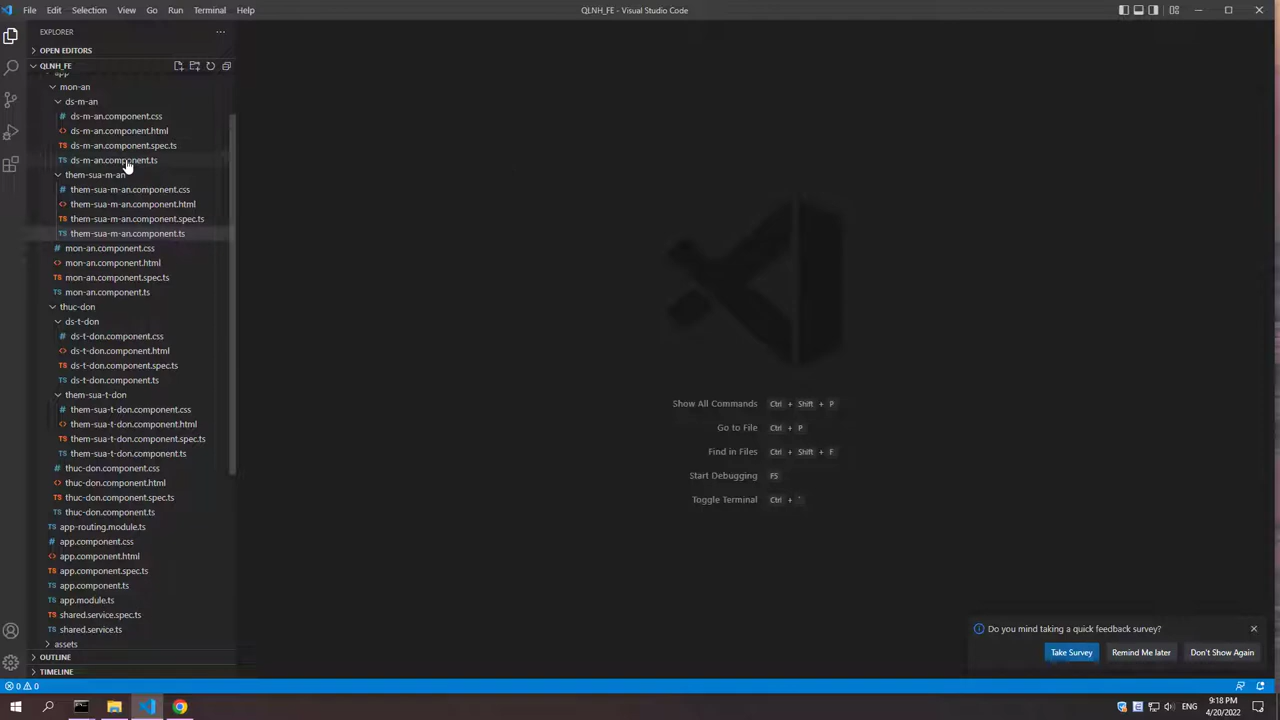 File Edit Selection View Go Run Terminal Help
QLNH_FE - Visual Studio Code
EXPLORER
OPEN EDITORS
QLNH_FE
app
mon-an
ds-m-an
ds-m-an.component.css
ds-m-an.component.html
ds-m-an.component.spec.ts
ds-m-an.component.ts
them-sua-m-an
them-sua-m-an.component.css
them-sua-m-an.component.html
them-sua-m-an.component.spec.ts
them-sua-m-an.component.ts
mon-an.component.css
mon-an.component.html
mon-an.component.spec.ts
mon-an.component.ts
thuc-don
ds-t-don
ds-t-don.component.css
ds-t-don.component.html
ds-t-don.component.spec.ts
ds-t-don.component.ts
them-sua-t-don
them-sua-t-don.component.css
them-sua-t-don.component.html
them-sua-t-don.component.spec.ts
them-sua-t-don.component.ts
thuc-don.component.css
thuc-don.component.html
thuc-don.component.spec.ts
thuc-don.component.ts
app-routing.module.ts
app.component.css
app.component.html
app.component.spec.ts
app.component.ts
app.module.ts
shared.service.spec.ts
shared.service.ts
assets
OUTLINE
TIMELINE
Show All Commands Ctrl + Shift + P
Go to File Ctrl + P
Find in Files Ctrl + Shift + F
Start Debugging F5
Toggle Terminal Ctrl + `
Do you mind taking a quick feedback survey?
Take Survey Remind Me later Don't Show Again
0 0
ENG
9:18 PM
4/20/2022